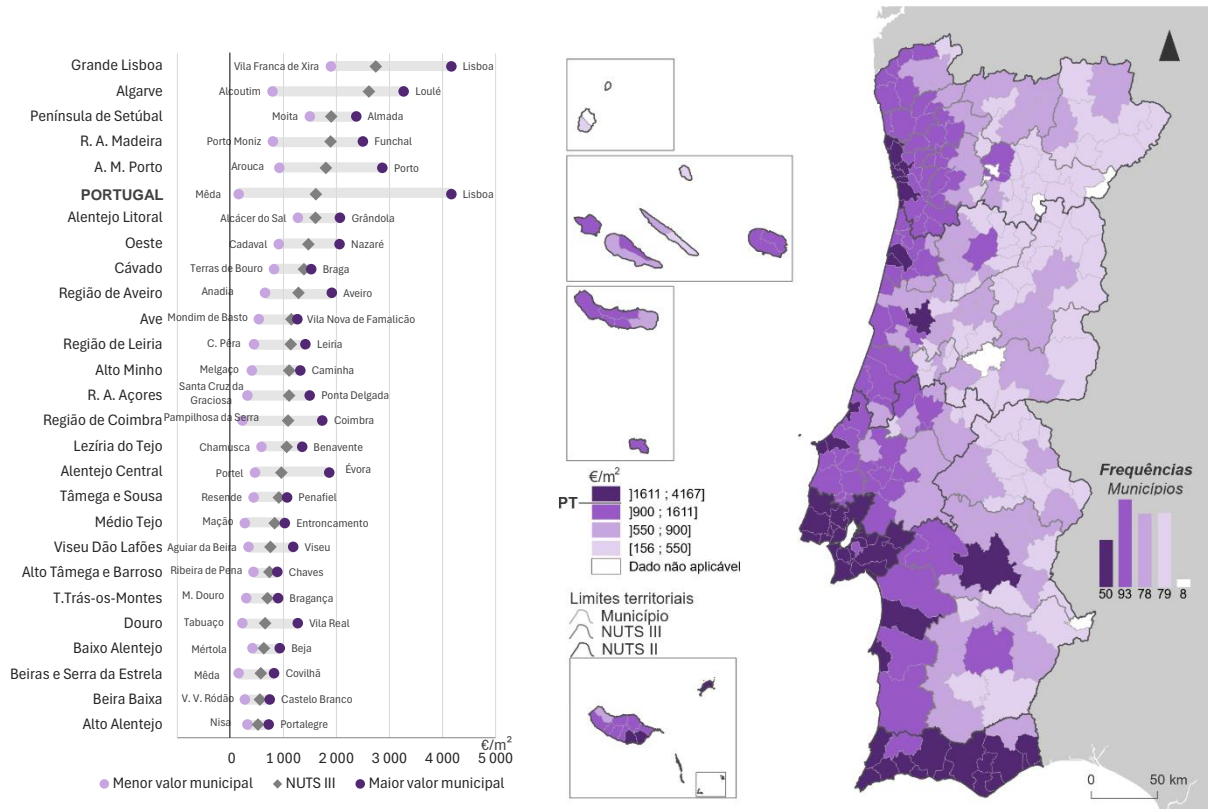 Grande Lisboa Vila Franca de Xira Lisboa
Algarve Alcoutim Loulé
Península de Setúbal Moita Almada
R. A. Madeira Porto Moniz Funchal
A. M. Porto Arouca Porto
PORTUGAL Mêda Lisboa
Alentejo Litoral Alcácer do Sal Grândola
Oeste Cadaval Nazaré
Cávado Terras de Bouro Braga
Região de Aveiro Anadia Aveiro
Ave Mondim de Basto Vila Nova de Famalicão
Região de Leiria C. Pêra Leiria
Alto Minho Melgaço Caminha
R. A. Açores Santa Cruz da Graciosa Ponta Delgada
Região de Coimbra Pampilhosa da Serra Coimbra
Lezíria do Tejo Chamusca Benavente
Alentejo Central Portel Évora
Tâmega e Sousa Resende Penafiel
Médio Tejo Mação Entroncamento
Viseu Dão Lafões Aguiar da Beira Viseu
Alto Tâmega e Barroso Ribeira de Pena Chaves
T.Trás-os-Montes M. Douro Bragança
Douro Tabuaço Vila Real
Baixo Alentejo Mértola Beja
Beiras e Serra da Estrela Mêda Covilhã
Beira Baixa V. V. Ródão Castelo Branco
Alto Alentejo Nisa Portalegre
€/m²
0 1 000 2 000 3 000 4 000 5 000
Menor valor municipal NUTS III Maior valor municipal
€/m²
PT
]1611 ; 4167]
]900 ; 1611]
]550 ; 900]
[156 ; 550]
Dado não aplicável
Limites territoriais
Município
NUTS III
NUTS II
Frequências
Municípios
50 93 78 79 8
0 50 km